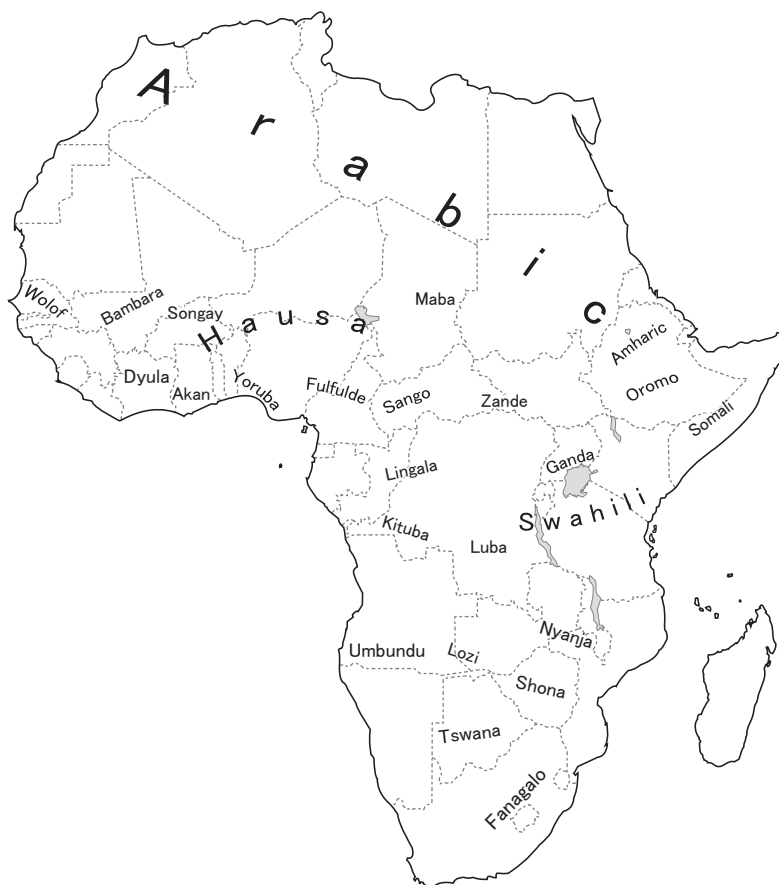 Arabic
Wolof
Bambara
Songay
Hausa
Maba
Amharic
Oromo
Somali
Dyula
Akan
Yoruba
Fulfulde
Sango
Zande
Lingala
Ganda
Swahili
Kituba
Luba
Umbundu
Lozi
Nyanja
Shona
Tswana
Fanagalo